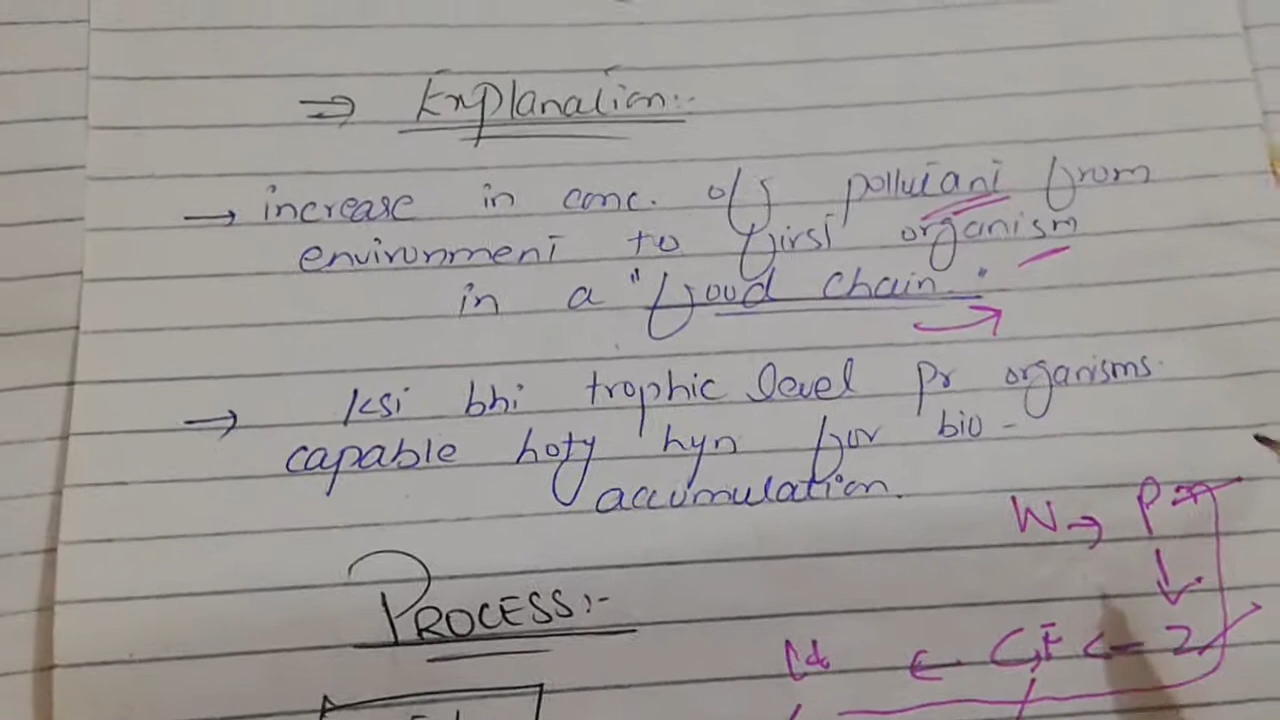 ⇒ Explanation:-
→ increase in conc. of pollutant from
environment to first organism
in a "food chain."
→ ksi bhi trophic level pr organisms.
capable hoty hyn for bio-
accumulation.
W → P
PROCESS:-
← G,F ← Z